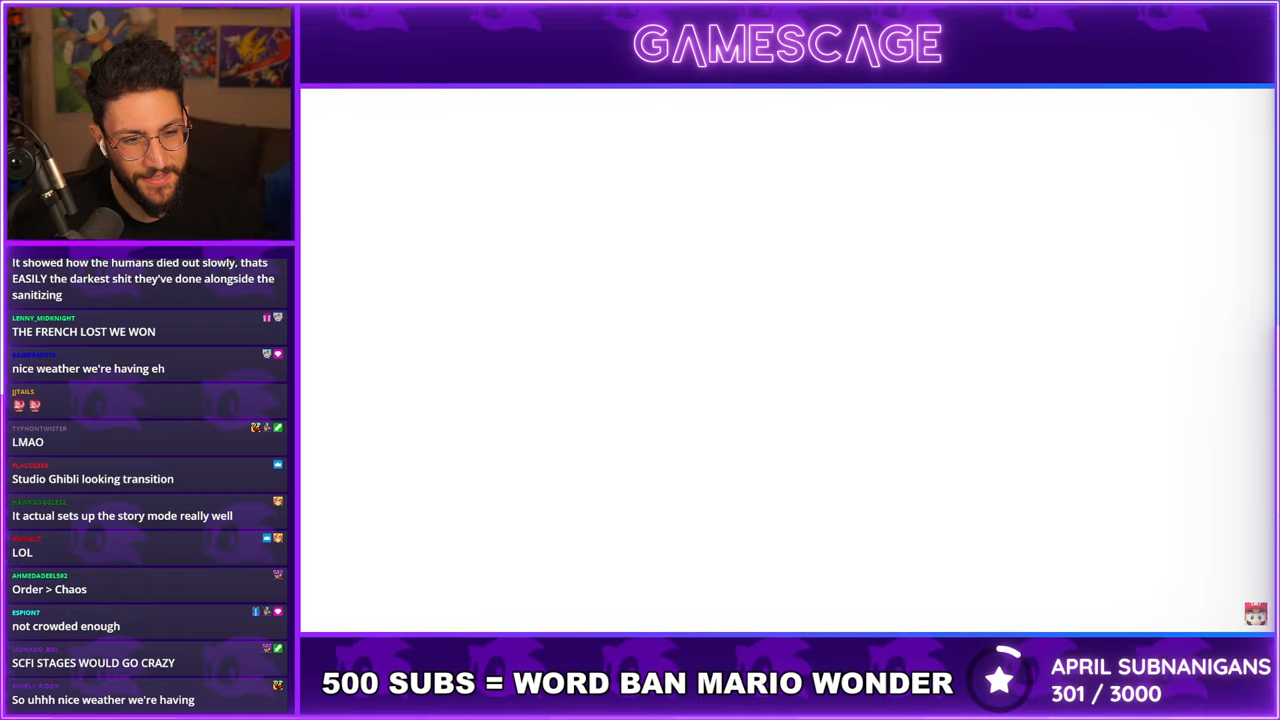 GAMESCAGE
It showed how the humans died out slowly, thats
EASILY the darkest shit they've done alongside the
sanitizing
LENNY_MIDKNIGHT
THE FRENCH LOST WE WON
nice weather we're having eh
JJTAILS
TYPHONTWISTER
LMAO
Studio Ghibli looking transition
HAWKGOGGLESZ
It actual sets up the story mode really well
LOL
AHMEDADEEL592
Order > Chaos
ESPION7
not crowded enough
SCFI STAGES WOULD GO CRAZY
So uhhh nice weather we're having
500 SUBS = WORD BAN MARIO WONDER
APRIL SUBNANIGANS
301 / 3000